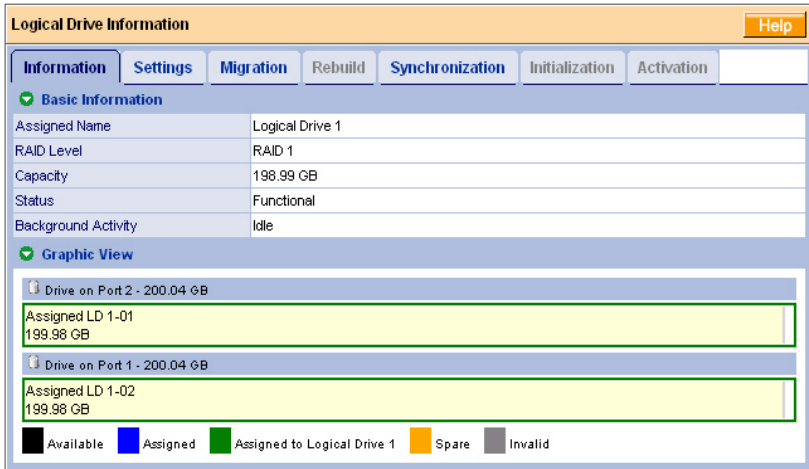 Logical Drive Information Help
Information Settings Migration Rebuild Synchronization Initialization Activation
Basic Information
Assigned Name Logical Drive 1
RAID Level RAID 1
Capacity 198.99 GB
Status Functional
Background Activity Idle
Graphic View
Drive on Port 2 - 200.04 GB
Assigned LD 1-01
199.98 GB
Drive on Port 1 - 200.04 GB
Assigned LD 1-02
199.98 GB
Available Assigned Assigned to Logical Drive 1 Spare Invalid